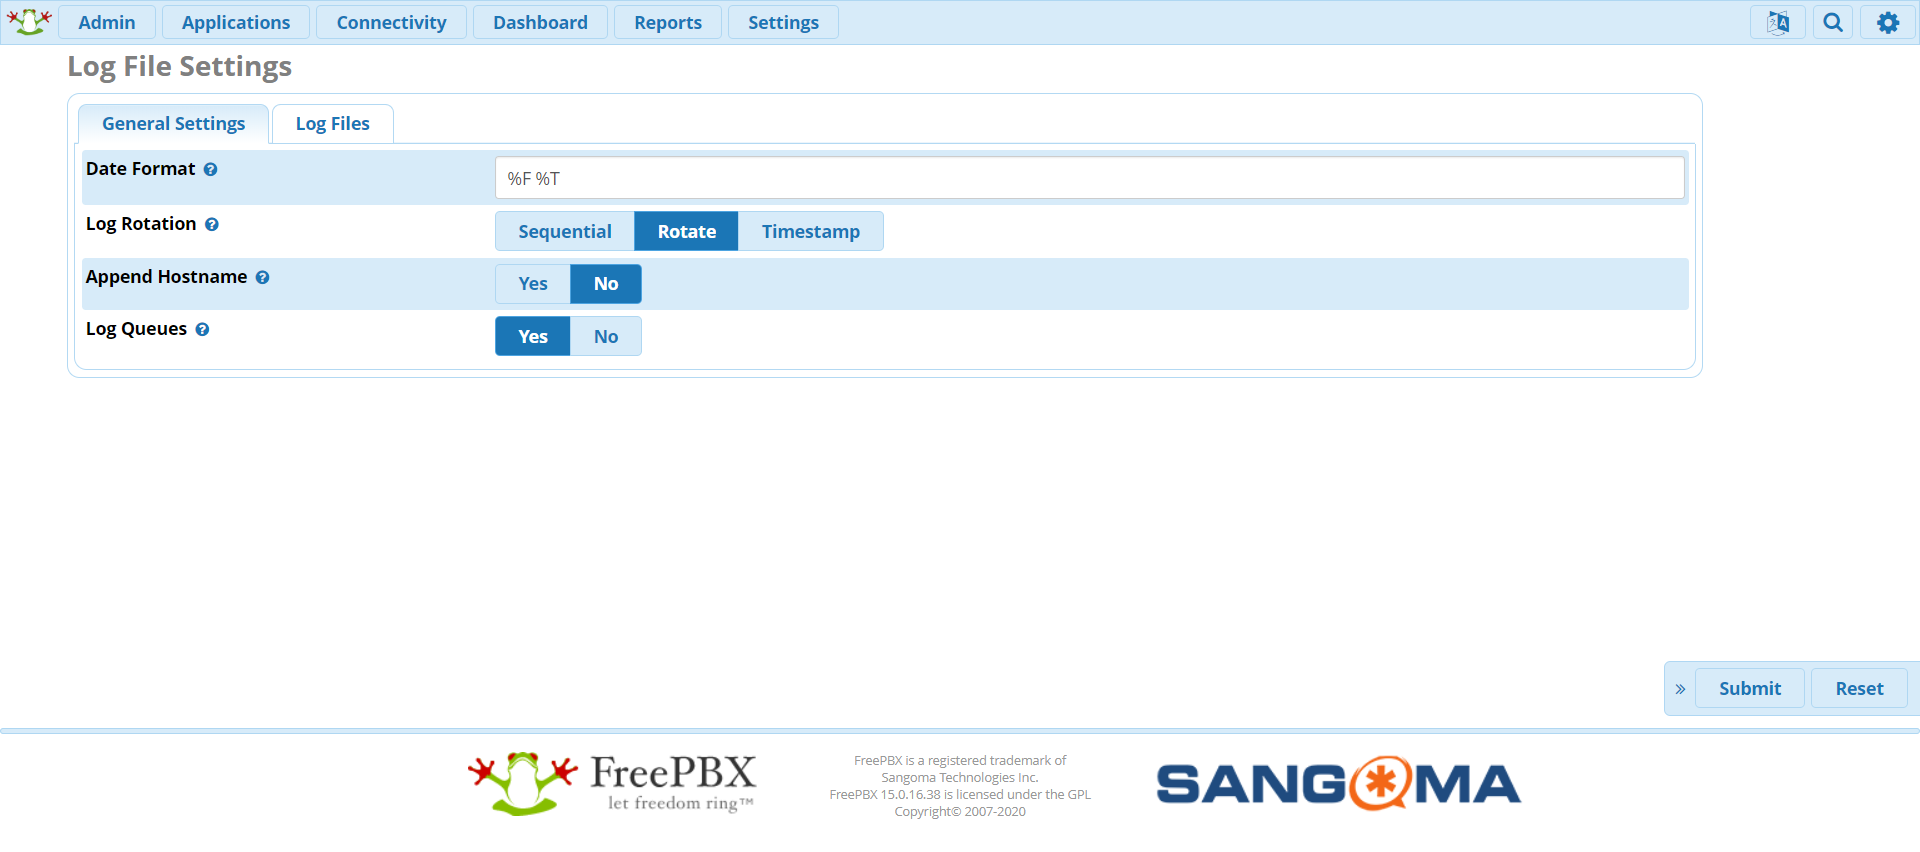 Admin
Applications
Connectivity
Dashboard
Reports
Settings
Log File Settings
General Settings
Log Files
Date Format
%F %T
Log Rotation
Sequential
Rotate
Timestamp
Append Hostname
Yes
No
Log Queues
Yes
No
»
Submit
Reset
FreePBX
let freedom ring™
FreePBX is a registered trademark of
Sangoma Technologies Inc.
FreePBX 15.0.16.38 is licensed under the GPL
Copyright© 2007-2020
SANGOMA